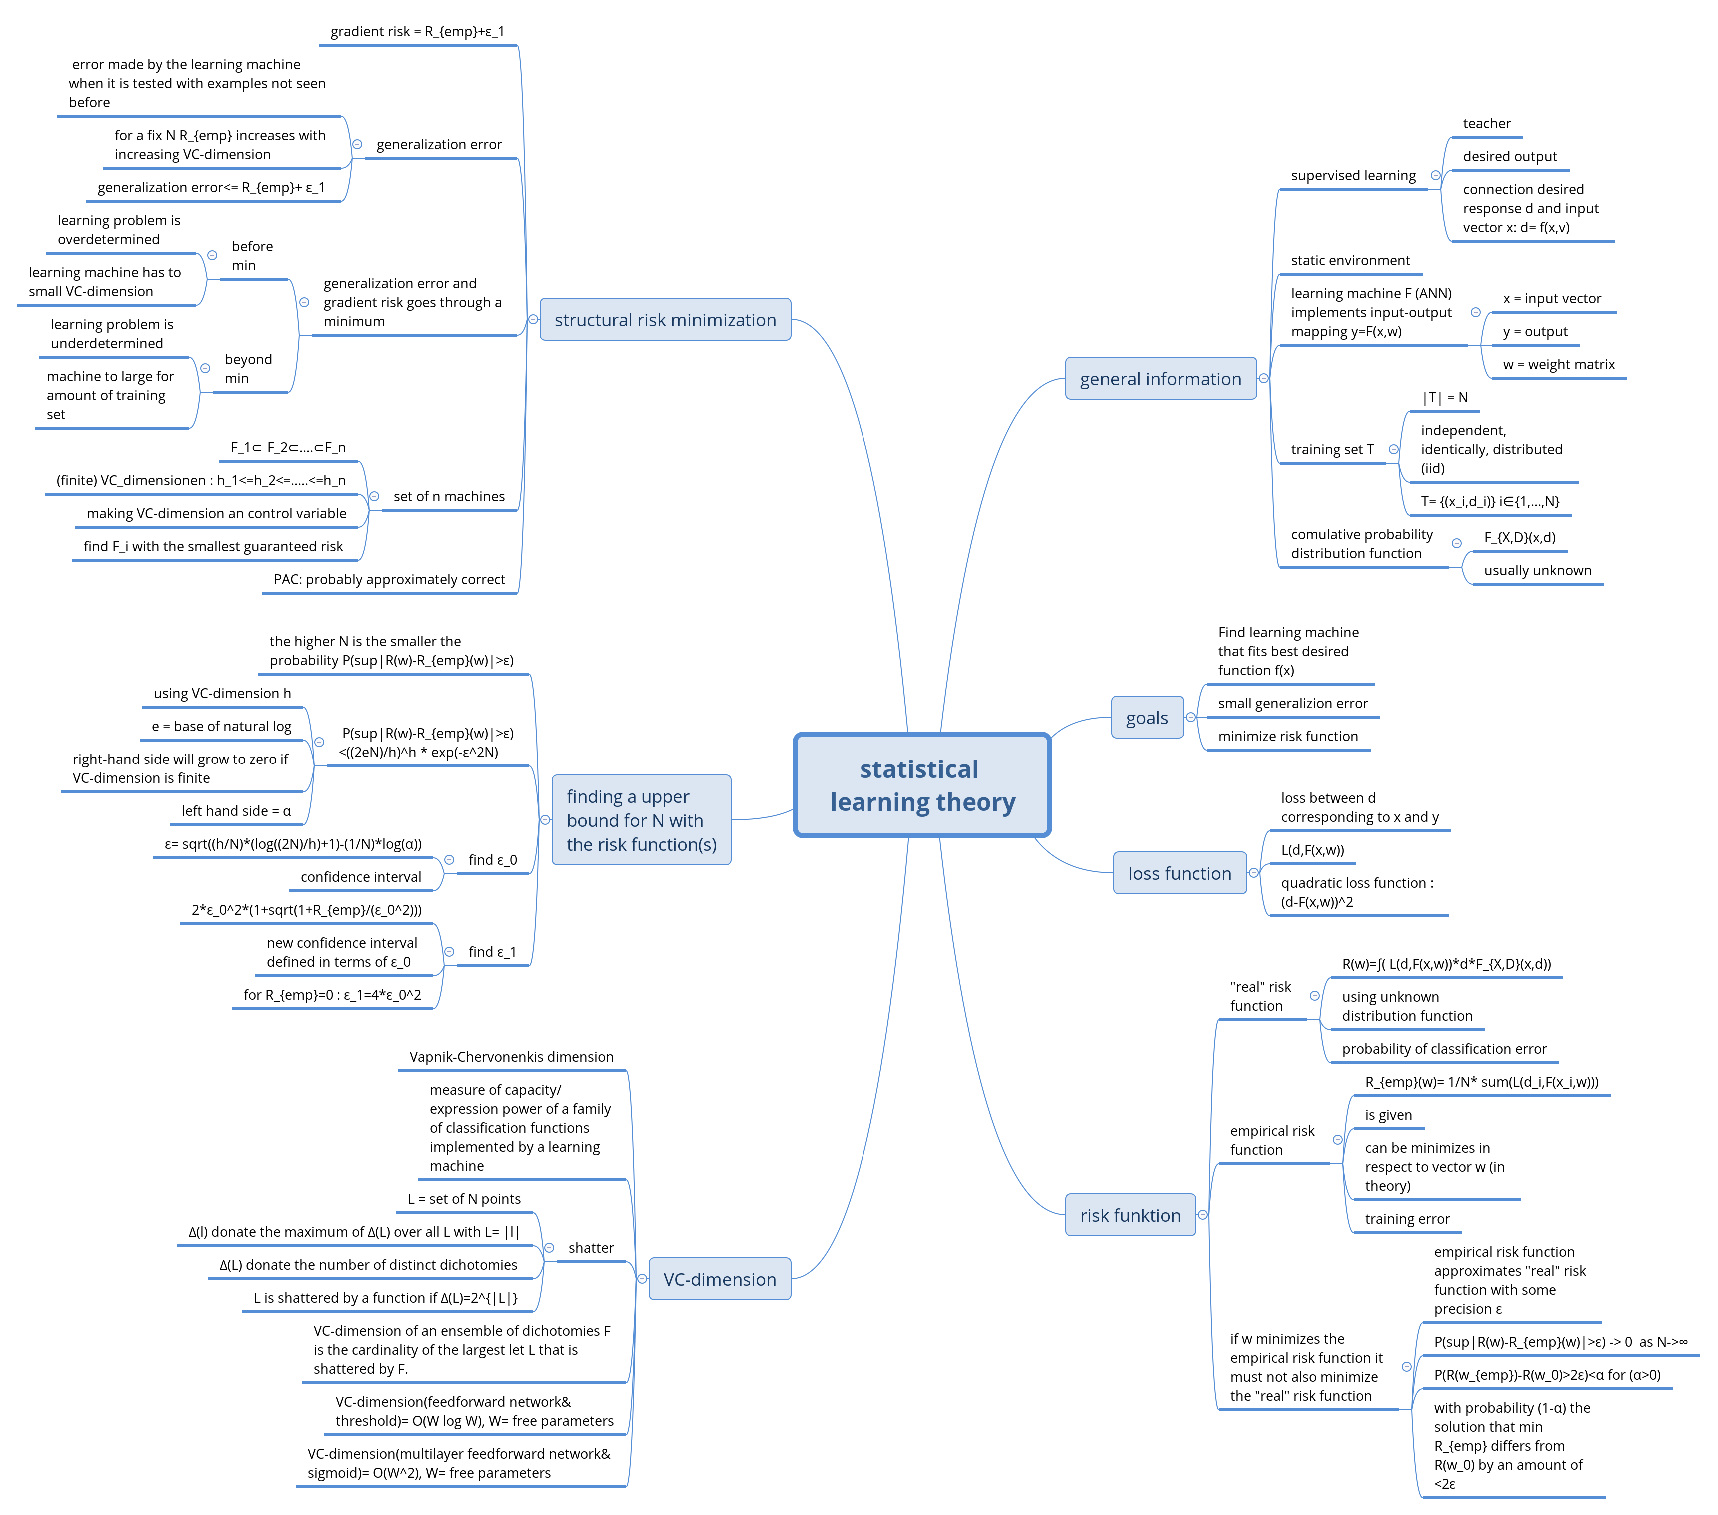 statistical
learning theory
general information
supervised learning
teacher
desired output
connection desired
response d and input
vector x: d= f(x,v)
static environment
learning machine F (ANN)
implements input-output
mapping y=F(x,w)
x = input vector
y = output
w = weight matrix
training set T
|T| = N
independent,
identically, distributed
(iid)
T= {(x_i,d_i)} i∈{1,...,N}
comulative probability
distribution function
F_{X,D}(x,d)
usually unknown
goals
Find learning machine
that fits best desired
function f(x)
small generalizion error
minimize risk function
loss function
loss between d
corresponding to x and y
L(d,F(x,w))
quadratic loss function :
(d-F(x,w))^2
risk funktion
"real" risk
function
R(w)=∫( L(d,F(x,w))*d*F_{X,D}(x,d))
using unknown
distribution function
probability of classification error
empirical risk
function
R_{emp}(w)= 1/N* sum(L(d_i,F(x_i,w)))
is given
can be minimizes in
respect to vector w (in
theory)
training error
if w minimizes the
empirical risk function it
must not also minimize
the "real" risk function
empirical risk function
approximates "real" risk
function with some
precision ε
P(sup|R(w)-R_{emp}(w)|>ε) -> 0  as N->∞
P(R(w_{emp})-R(w_0)>2ε)<α for (α>0)
with probability (1-α) the
solution that min
R_{emp} differs from
R(w_0) by an amount of
<2ε
structural risk minimization
gradient risk = R_{emp}+ε_1
generalization error
error made by the learning machine
when it is tested with examples not seen
before
for a fix N R_{emp} increases with
increasing VC-dimension
generalization error<= R_{emp}+ ε_1
generalization error and
gradient risk goes through a
minimum
before
min
learning problem is
overdetermined
learning machine has to
small VC-dimension
beyond
min
learning problem is
underdetermined
machine to large for
amount of training
set
set of n machines
F_1⊂ F_2⊂....⊂F_n
(finite) VC_dimensionen : h_1<=h_2<=.....<=h_n
making VC-dimension an control variable
find F_i with the smallest guaranteed risk
PAC: probably approximately correct
finding a upper
bound for N with
the risk function(s)
the higher N is the smaller the
probability P(sup|R(w)-R_{emp}(w)|>ε)
P(sup|R(w)-R_{emp}(w)|>ε)
<((2eN)/h)^h * exp(-ε^2N)
using VC-dimension h
e = base of natural log
right-hand side will grow to zero if
VC-dimension is finite
left hand side = α
find ε_0
ε= sqrt((h/N)*(log((2N)/h)+1)-(1/N)*log(α))
confidence interval
find ε_1
2*ε_0^2*(1+sqrt(1+R_{emp}/(ε_0^2)))
new confidence interval
defined in terms of ε_0
for R_{emp}=0 : ε_1=4*ε_0^2
VC-dimension
Vapnik-Chervonenkis dimension
measure of capacity/
expression power of a family
of classification functions
implemented by a learning
machine
shatter
L = set of N points
Δ(l) donate the maximum of Δ(L) over all L with L= |l|
Δ(L) donate the number of distinct dichotomies
L is shattered by a function if Δ(L)=2^{|L|}
VC-dimension of an ensemble of dichotomies F
is the cardinality of the largest let L that is
shattered by F.
VC-dimension(feedforward network&
threshold)= O(W log W), W= free parameters
VC-dimension(multilayer feedforward network&
sigmoid)= O(W^2), W= free parameters